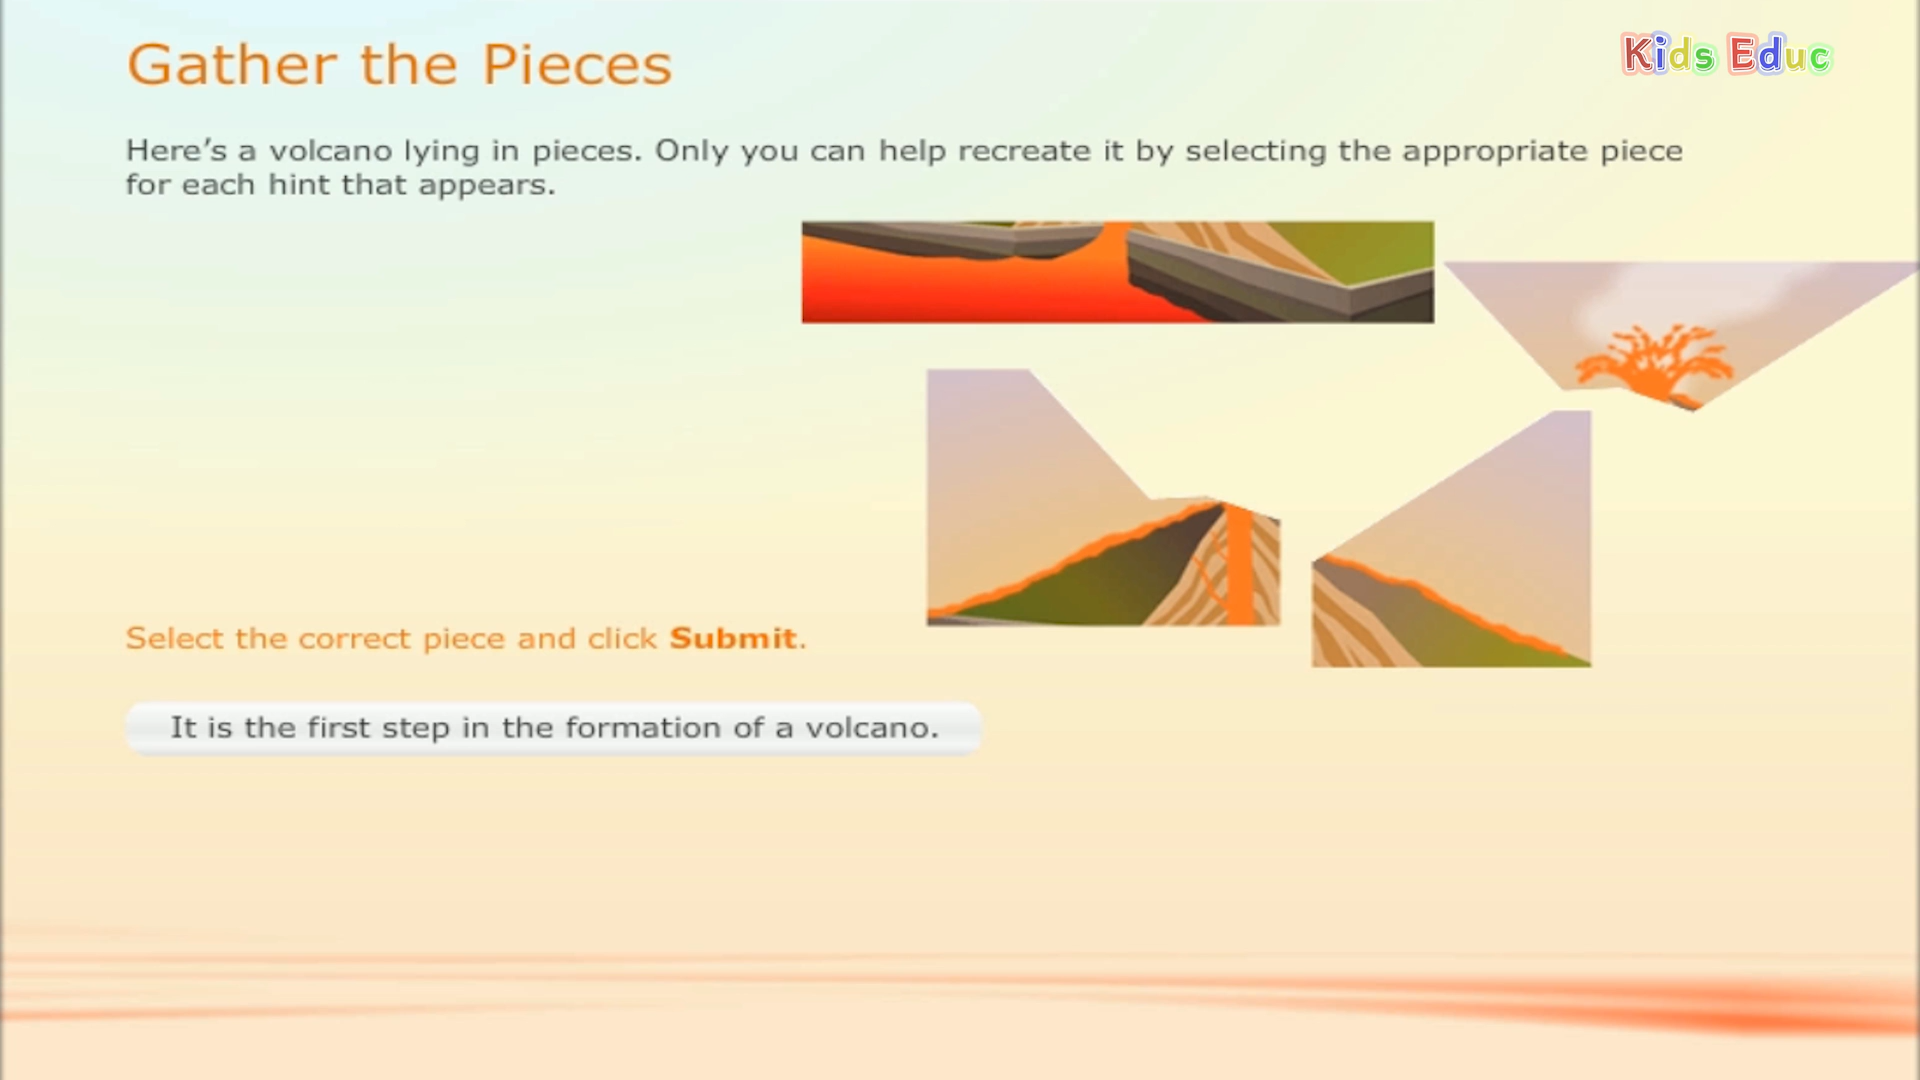 Gather the Pieces
Kids Educ
Here’s a volcano lying in pieces. Only you can help recreate it by selecting the appropriate piece
for each hint that appears.
Select the correct piece and click Submit.
It is the first step in the formation of a volcano.